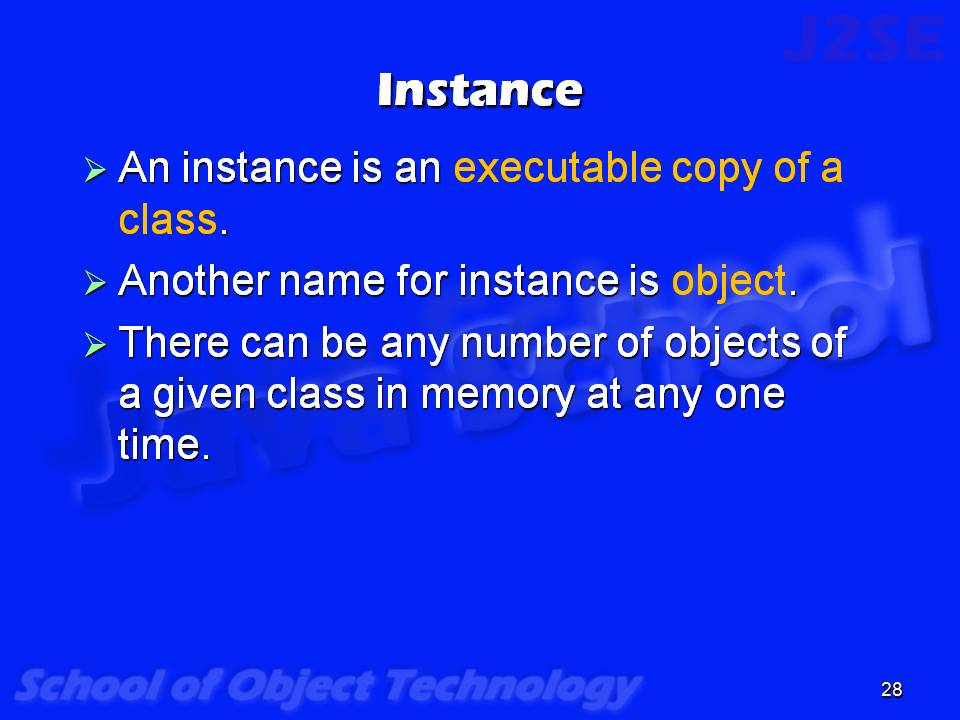 J2SE
Instance
An instance is an executable copy of a
class.
Another name for instance is object.
There can be any number of objects of
a given class in memory at any one
time.
Java School
School of Object Technology
28